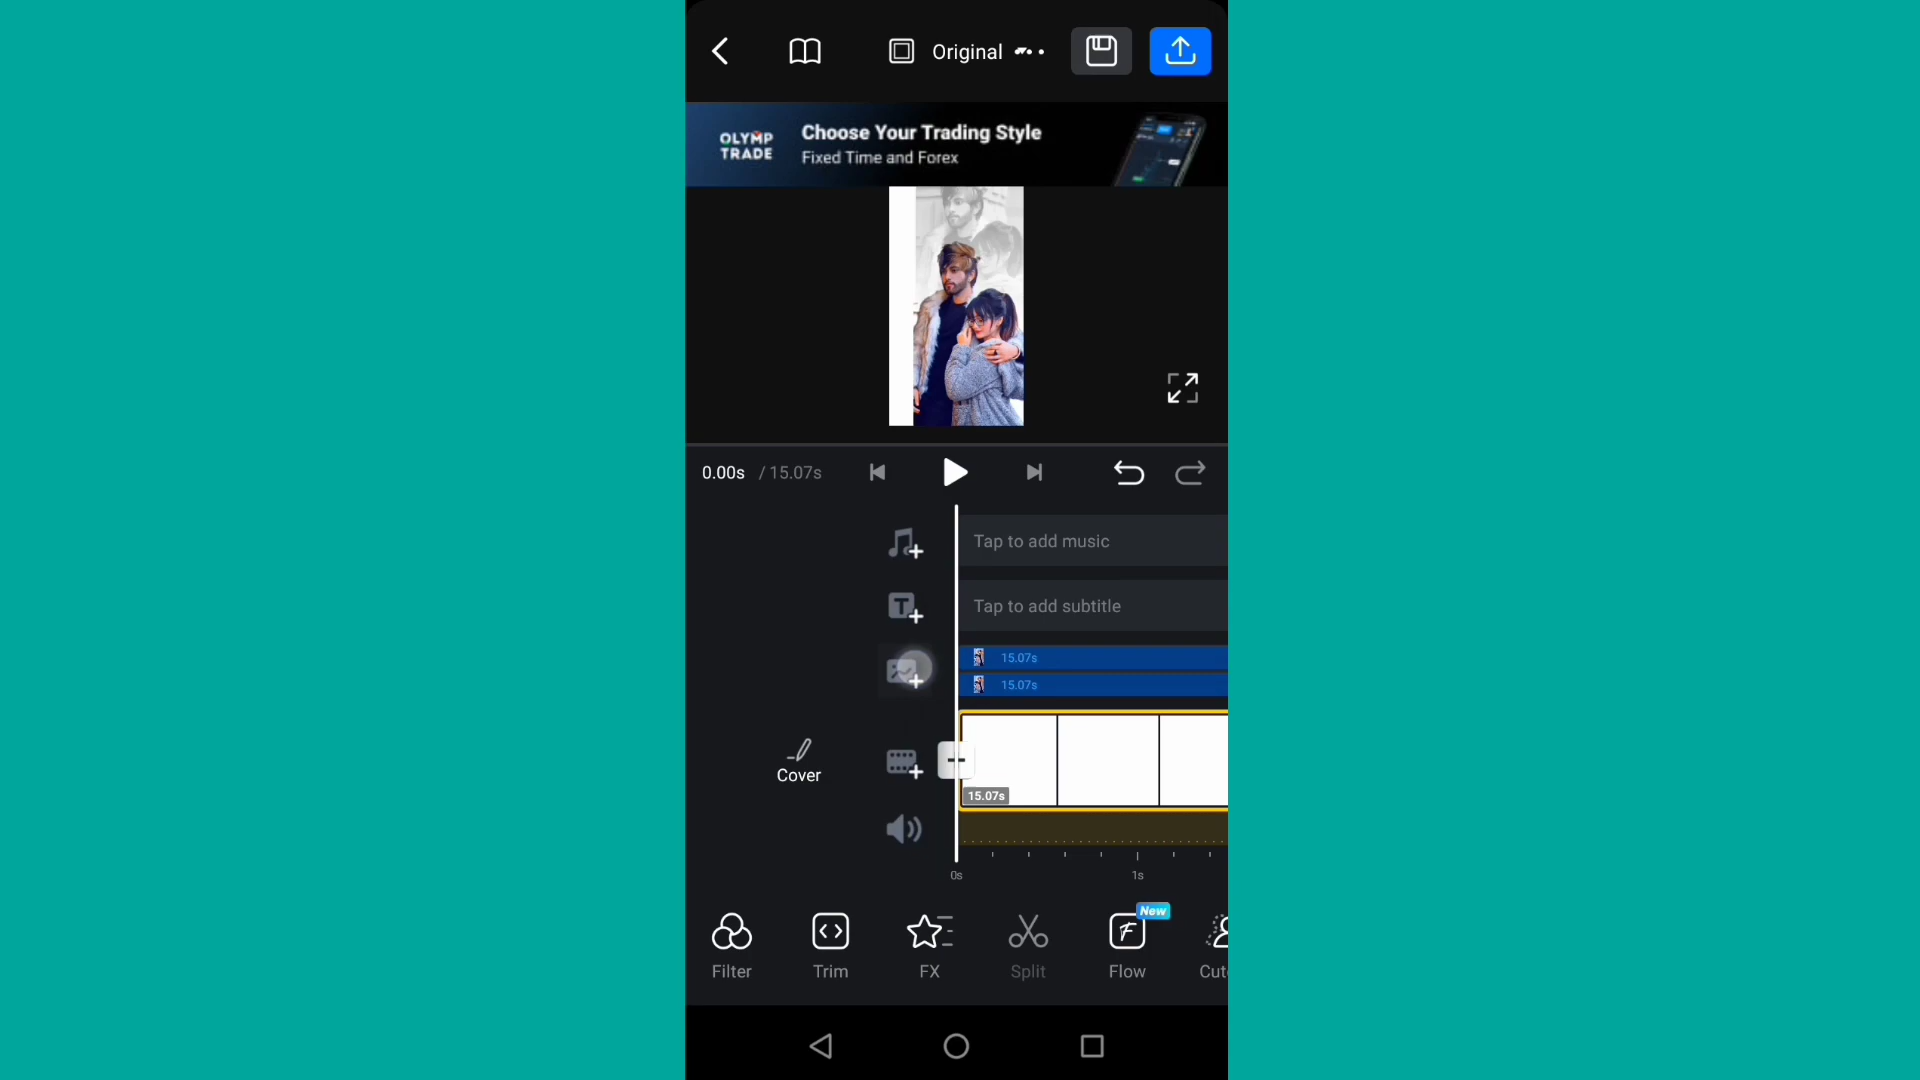 Original
OLYMP
TRADE
Choose Your Trading Style
Fixed Time and Forex
0.00s / 15.07s
Tap to add music
Tap to add subtitle
15.07s
15.07s
Cover
15.07s
0s 1s
New
Filter Trim FX Split Flow Cut